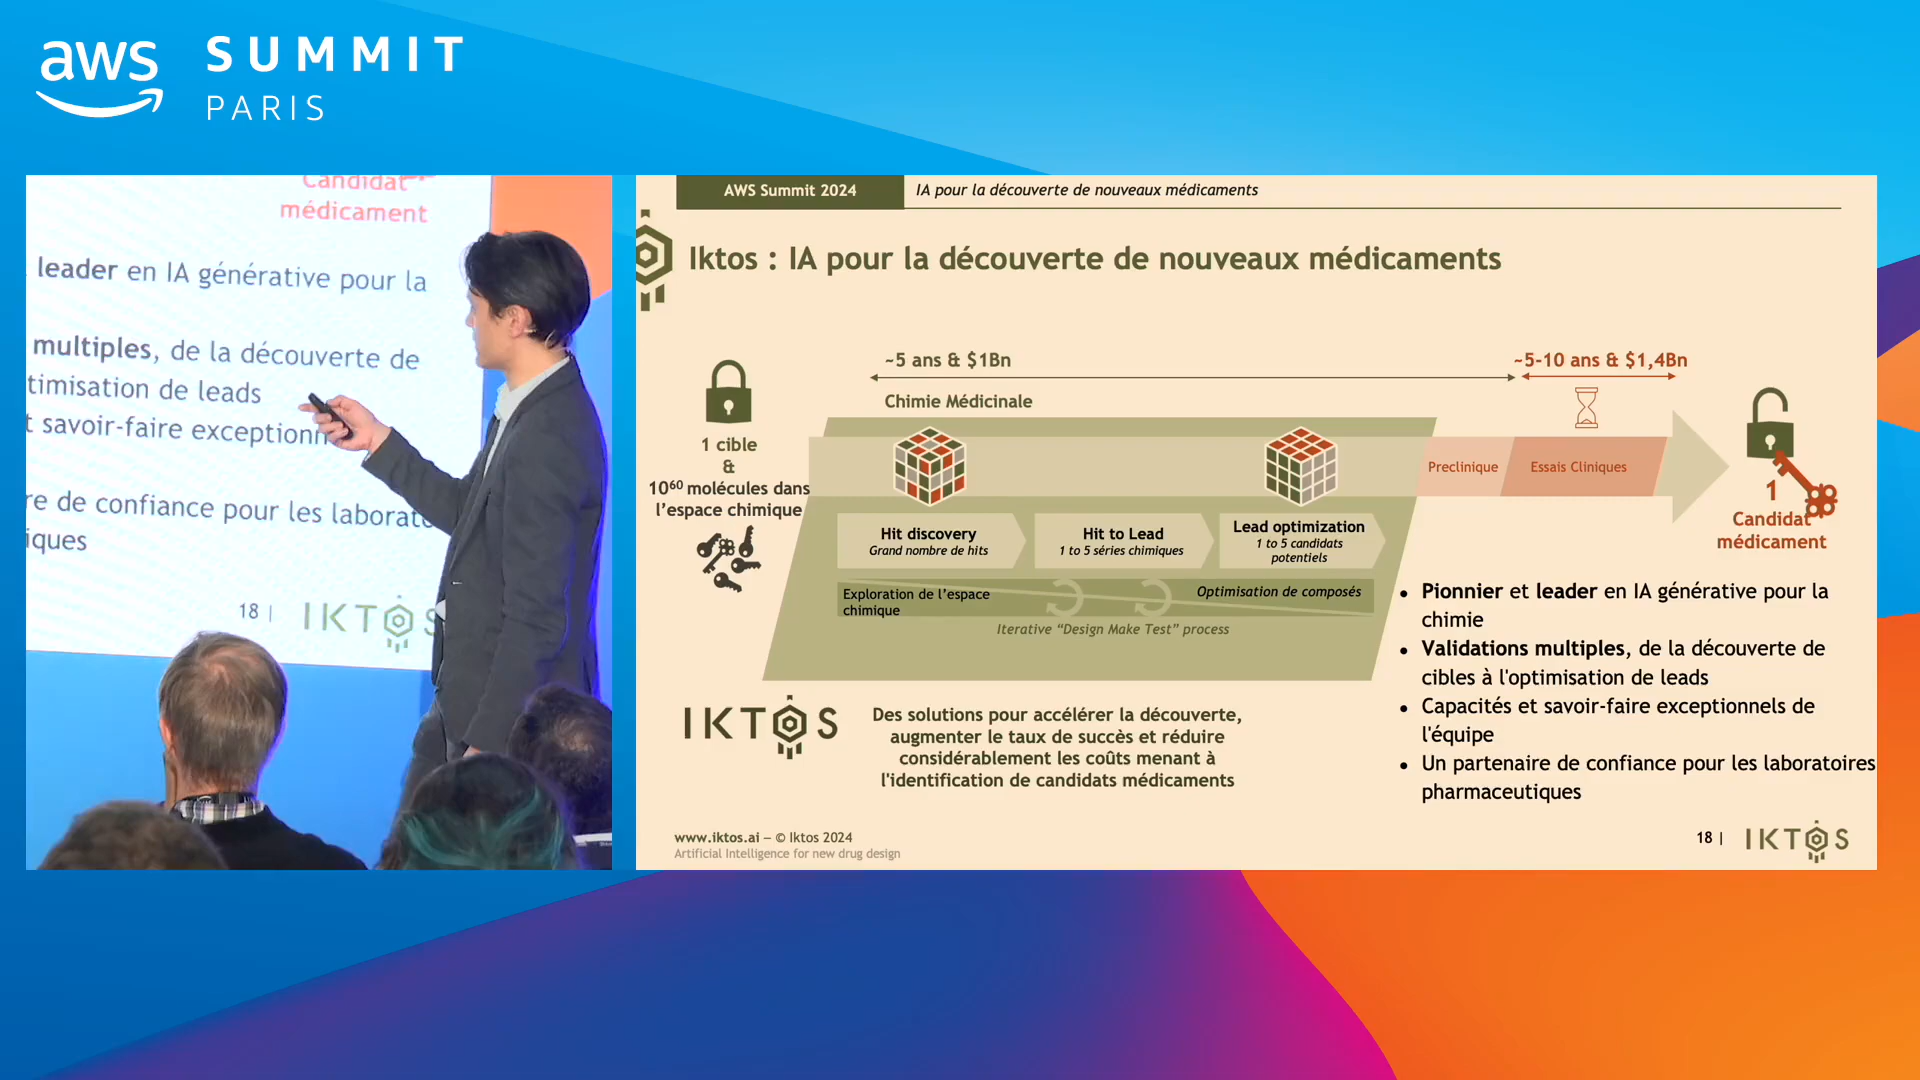 aws
SUMMIT
PARIS
Candidat
médicament
leader en IA générative pour la
multiples, de la découverte de
timisation de leads
t savoir-faire exceptionn
re de confiance pour les laborato
iques
18 |
IKTOS
AWS Summit 2024
IA pour la découverte de nouveaux médicaments
Iktos : IA pour la découverte de nouveaux médicaments
~5 ans & $1Bn
~5-10 ans & $1,4Bn
Chimie Médicinale
1 cible
&
10⁶⁰ molécules dans
l’espace chimique
Preclinique
Essais Cliniques
1
Candidat
médicament
Hit discovery
Grand nombre de hits
Hit to Lead
1 to 5 séries chimiques
Lead optimization
1 to 5 candidats
potentiels
Exploration de l’espace
chimique
Optimisation de composés
Iterative “Design Make Test” process
• Pionnier et leader en IA générative pour la
chimie
• Validations multiples, de la découverte de
cibles à l'optimisation de leads
• Capacités et savoir-faire exceptionnels de
l'équipe
• Un partenaire de confiance pour les laboratoires
pharmaceutiques
IKTOS
Des solutions pour accélérer la découverte,
augmenter le taux de succès et réduire
considérablement les coûts menant à
l'identification de candidats médicaments
www.iktos.ai – © Iktos 2024
Artificial Intelligence for new drug design
18 |
IKTOS